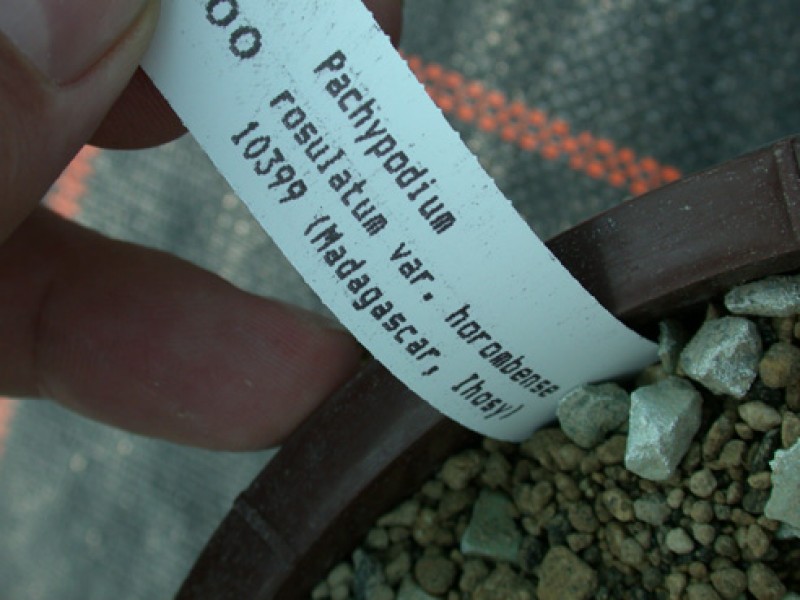 00
Pachypodium
rosulatum var. horombense
10399 (Madagascar, Ihosy)